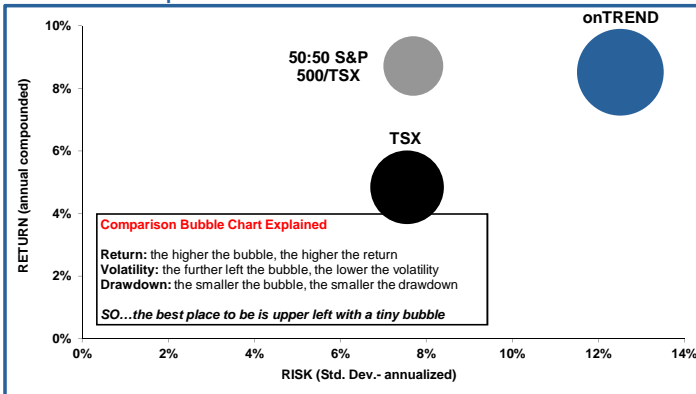 onTREND
50:50 S&P
500/TSX
TSX
RETURN (annual compounded)
10%
8%
6%
4%
2%
0%
Comparison Bubble Chart Explained
Return: the higher the bubble, the higher the return
Volatility: the further left the bubble, the lower the volatility
Drawdown: the smaller the bubble, the smaller the drawdown
SO…the best place to be is upper left with a tiny bubble
0% 2% 4% 6% 8% 10% 12% 14%
RISK (Std. Dev.- annualized)